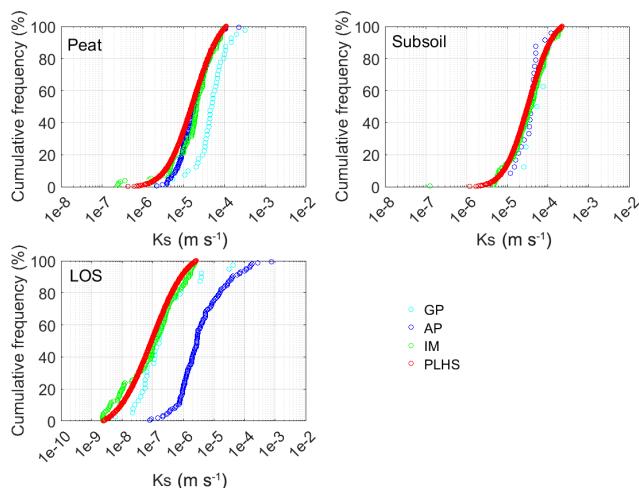 Peat
Cumulative frequency (%)
100
80
60
40
20
0
1e-8 1e-7 1e-6 1e-5 1e-4 1e-3 1e-2
Ks (m s⁻¹)
Subsoil
Cumulative frequency (%)
100
80
60
40
20
0
1e-8 1e-7 1e-6 1e-5 1e-4 1e-3 1e-2
Ks (m s⁻¹)
LOS
Cumulative frequency (%)
100
80
60
40
20
0
1e-10 1e-9 1e-8 1e-7 1e-6 1e-5 1e-4 1e-3 1e-2
Ks (m s⁻¹)
GP
AP
IM
PLHS